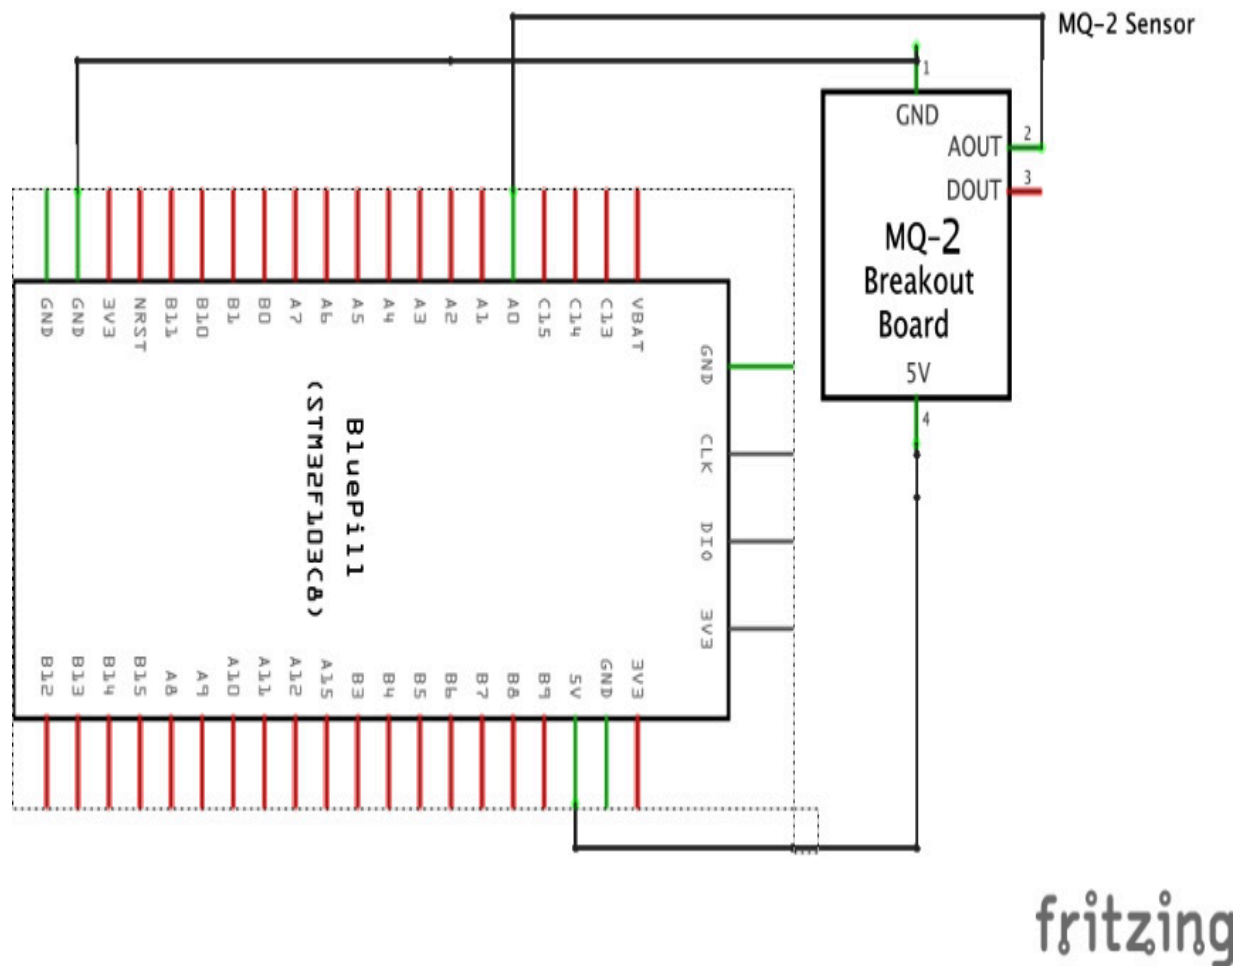 MQ-2 Sensor
1
GND
AOUT
2
DOUT
3
MQ-2
Breakout
Board
5V
4
GND
GND
3V3
NRST
B11
B10
B1
B0
A7
A6
A5
A4
A3
A2
A1
A0
C15
C14
C13
VBAT
GND
CLK
DIO
3V3
BluePill
(STM32F103C8)
B12
B13
B14
B15
A8
A9
A10
A11
A12
A15
B3
B4
B5
B6
B7
B8
B9
5V
GND
3V3
fritzing